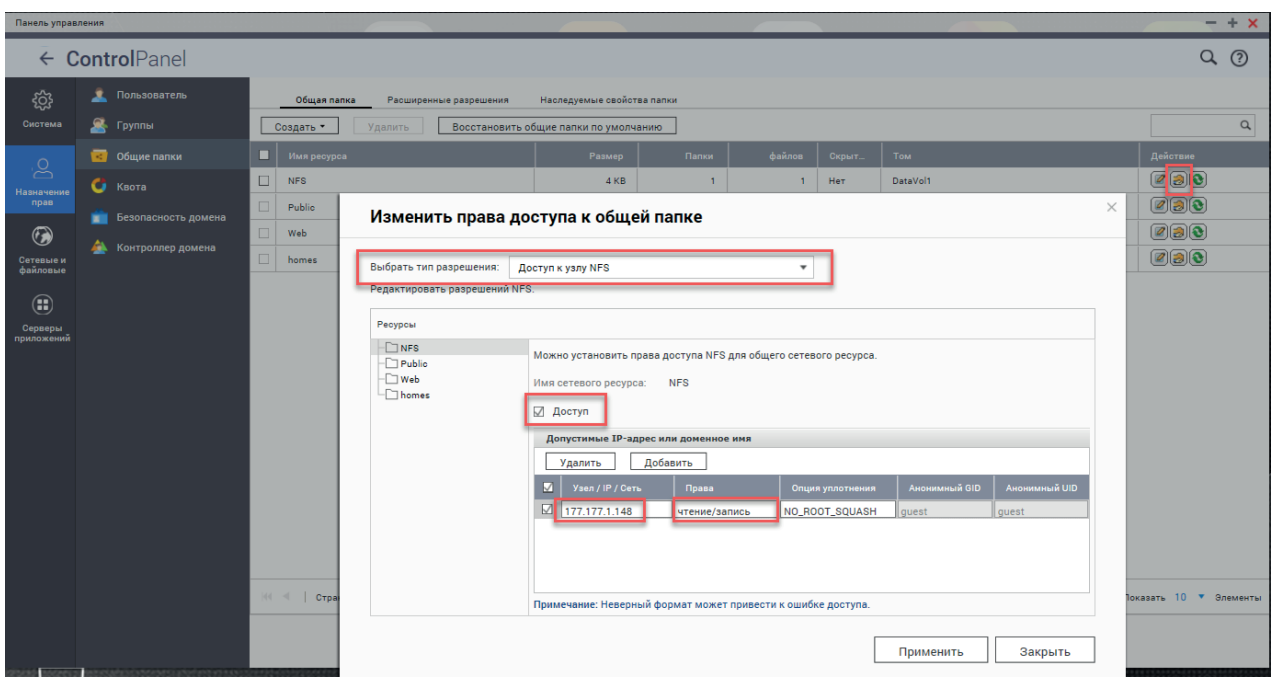 Панель управления
ControlPanel
Система
Назначение
прав
Сетевые и
файловые
Серверы
приложений
Пользователь
Группы
Общие папки
Квота
Безопасность домена
Контроллер домена
Общая папка Расширенные разрешения Наследуемые свойства папки
Создать Удалить Восстановить общие папки по умолчанию
Имя ресурса Размер Папки файлов Скрыт... Том Действие
NFS 4 KB 1 1 Нет DataVol1
Public
Web
homes
Изменить права доступа к общей папке
Выбрать тип разрешения: Доступ к узлу NFS
Редактировать разрешений NFS.
Ресурсы
NFS
Public
Web
homes
Можно установить права доступа NFS для общего сетевого ресурса.
Имя сетевого ресурса: NFS
Доступ
Допустимые IP-адрес или доменное имя
Удалить Добавить
Узел / IP / Сеть Права Опция уплотнения Анонимный GID Анонимный UID
177.177.1.148 чтение/запись NO_ROOT_SQUASH guest guest
Примечание: Неверный формат может привести к ошибке доступа.
Применить Закрыть
Стра
Показать 10 Элементы